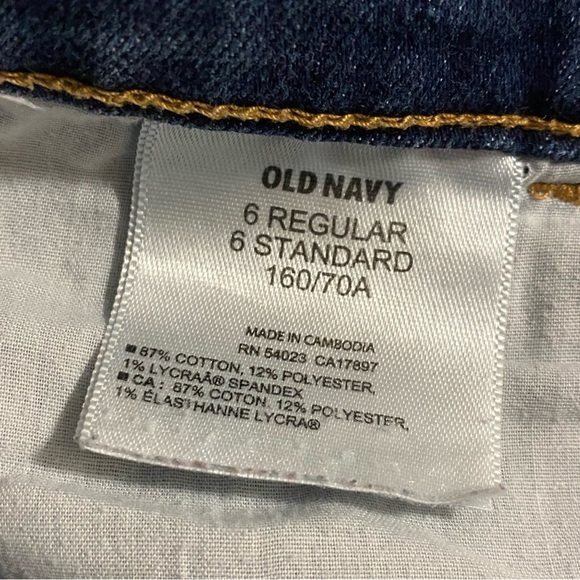 OLD NAVY
6 REGULAR
6 STANDARD
160/70A
MADE IN CAMBODIA
RN 54023 CA17897
■ 87% COTTON, 12% POLYESTER,
1% LYCRAÂ® SPANDEX
■ CA : 87% COTON, 12% POLYESTER,
1% ÉLASTHANNE LYCRA®